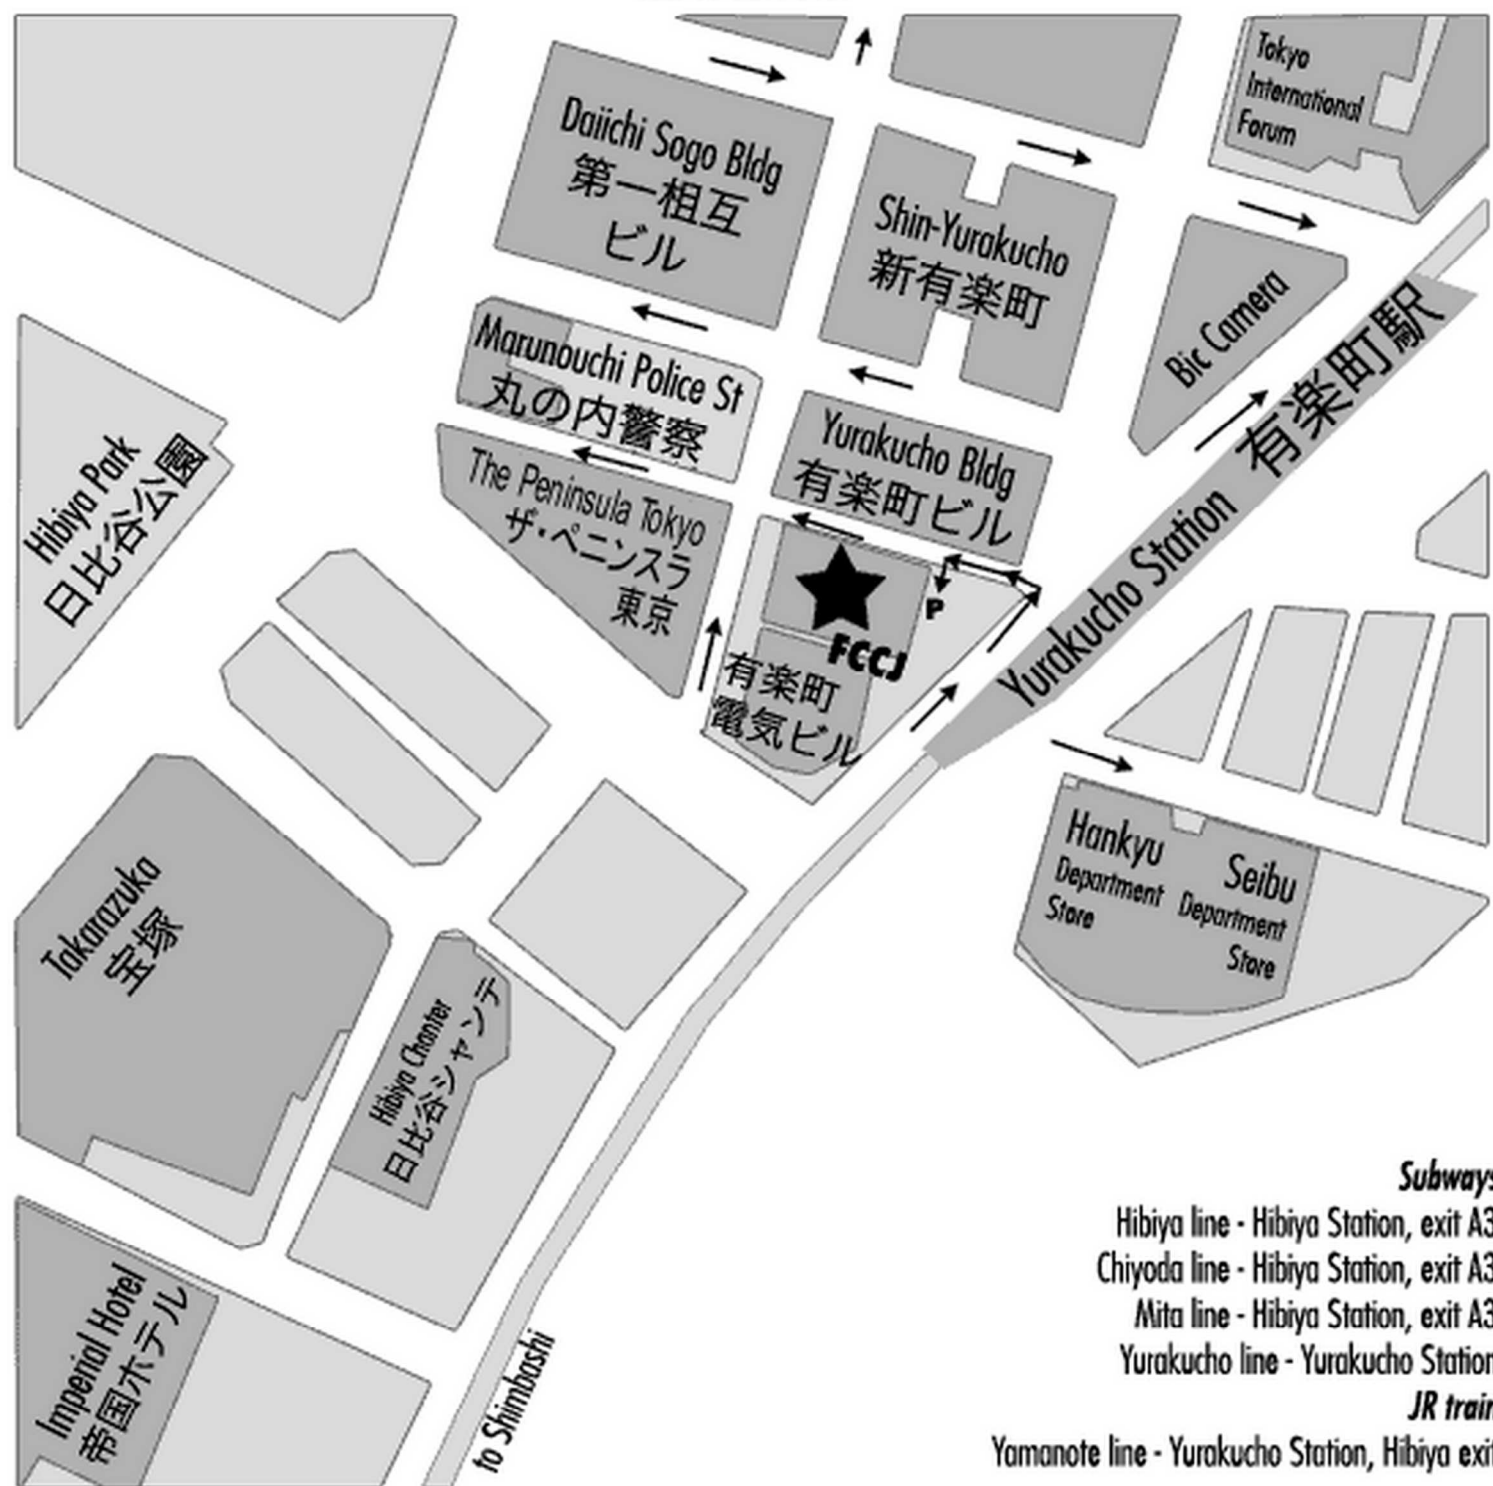 Tokyo
International
Forum
Daiichi Sogo Bldg
第一相互
ビル
Shin-Yurakucho
新有楽町
Bic Camera
Marunouchi Police St
丸の内警察
Yurakucho Bldg
有楽町ビル
The Peninsula Tokyo
ザ・ペニンスラ
東京
Hibiya Park
日比谷公園
P
FCCJ
有楽町
電気ビル
Yurakucho Station 有楽町駅
Hankyu
Department
Store
Seibu
Department
Store
Takarazuka
宝塚
Hibiya Chanter
日比谷シャンテ
Imperial Hotel
帝国ホテル
to Shimbashi
Subways
Hibiya line - Hibiya Station, exit A3
Chiyoda line - Hibiya Station, exit A3
Mita line - Hibiya Station, exit A3
Yurakucho line - Yurakucho Station
JR train
Yamanote line - Yurakucho Station, Hibiya exit